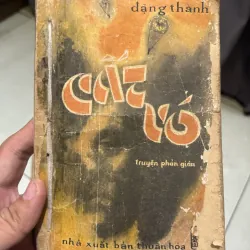 đặng thanh
CẤT
VÓ
truyện phản gián
nhà xuất bản thuận hóa